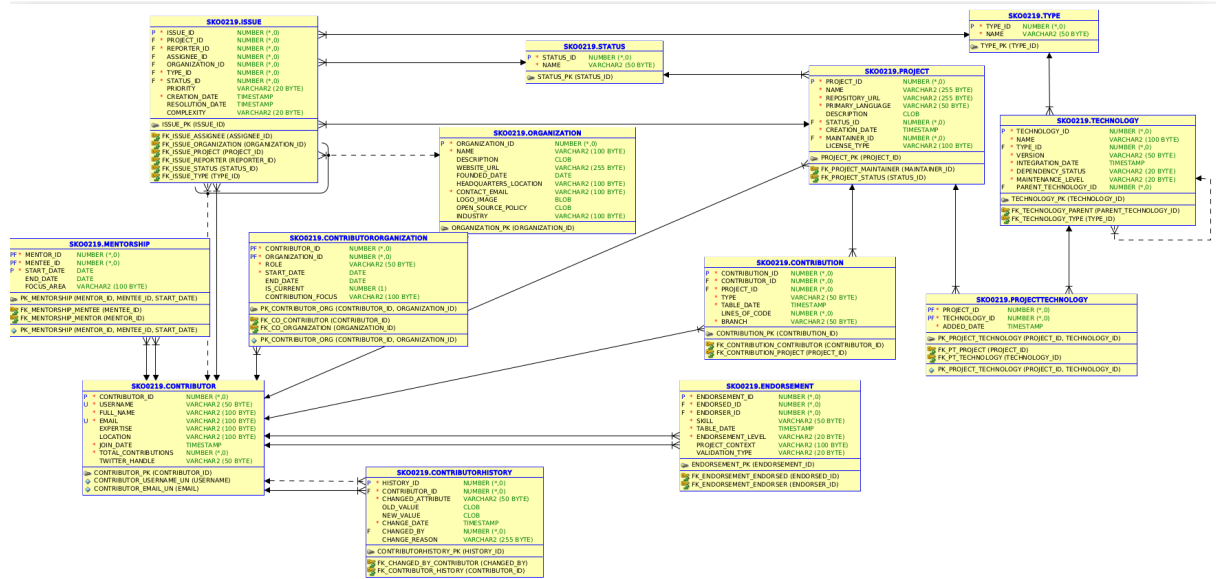 SKO0219.ISSUE
P * ISSUE_ID NUMBER (*,0)
F * PROJECT_ID NUMBER (*,0)
F * REPORTER_ID NUMBER (*,0)
F ASSIGNEE_ID NUMBER (*,0)
F ORGANIZATION_ID NUMBER (*,0)
F * TYPE_ID NUMBER (*,0)
F * STATUS_ID NUMBER (*,0)
PRIORITY VARCHAR2 (20 BYTE)
* CREATION_DATE TIMESTAMP
RESOLUTION_DATE TIMESTAMP
COMPLEXITY VARCHAR2 (20 BYTE)
ISSUE_PK (ISSUE_ID)
FK_ISSUE_ASSIGNEE (ASSIGNEE_ID)
FK_ISSUE_ORGANIZATION (ORGANIZATION_ID)
FK_ISSUE_PROJECT (PROJECT_ID)
FK_ISSUE_REPORTER (REPORTER_ID)
FK_ISSUE_STATUS (STATUS_ID)
FK_ISSUE_TYPE (TYPE_ID)
SKO0219.STATUS
P * STATUS_ID NUMBER (*,0)
* NAME VARCHAR2 (50 BYTE)
STATUS_PK (STATUS_ID)
SKO0219.TYPE
P * TYPE_ID NUMBER (*,0)
* NAME VARCHAR2 (50 BYTE)
TYPE_PK (TYPE_ID)
SKO0219.PROJECT
P * PROJECT_ID NUMBER (*,0)
* NAME VARCHAR2 (255 BYTE)
* REPOSITORY_URL VARCHAR2 (255 BYTE)
* PRIMARY_LANGUAGE VARCHAR2 (50 BYTE)
DESCRIPTION CLOB
F * STATUS_ID NUMBER (*,0)
* CREATION_DATE TIMESTAMP
F * MAINTAINER_ID NUMBER (*,0)
LICENSE_TYPE VARCHAR2 (100 BYTE)
PROJECT_PK (PROJECT_ID)
FK_PROJECT_MAINTAINER (MAINTAINER_ID)
FK_PROJECT_STATUS (STATUS_ID)
SKO0219.TECHNOLOGY
P * TECHNOLOGY_ID NUMBER (*,0)
* NAME VARCHAR2 (100 BYTE)
F * TYPE_ID NUMBER (*,0)
* VERSION VARCHAR2 (50 BYTE)
* INTEGRATION_DATE TIMESTAMP
* DEPENDENCY_STATUS VARCHAR2 (20 BYTE)
* MAINTENANCE_LEVEL VARCHAR2 (20 BYTE)
F PARENT_TECHNOLOGY_ID NUMBER (*,0)
TECHNOLOGY_PK (TECHNOLOGY_ID)
FK_TECHNOLOGY_PARENT (PARENT_TECHNOLOGY_ID)
FK_TECHNOLOGY_TYPE (TYPE_ID)
SKO0219.ORGANIZATION
P * ORGANIZATION_ID NUMBER (*,0)
* NAME VARCHAR2 (100 BYTE)
DESCRIPTION CLOB
WEBSITE_URL VARCHAR2 (255 BYTE)
FOUNDED_DATE DATE
HEADQUARTERS_LOCATION VARCHAR2 (100 BYTE)
* CONTACT_EMAIL VARCHAR2 (100 BYTE)
LOGO_IMAGE BLOB
OPEN_SOURCE_POLICY CLOB
INDUSTRY VARCHAR2 (100 BYTE)
ORGANIZATION_PK (ORGANIZATION_ID)
SKO0219.MENTORSHIP
PF * MENTOR_ID NUMBER (*,0)
PF * MENTEE_ID NUMBER (*,0)
P * START_DATE DATE
END_DATE DATE
FOCUS_AREA VARCHAR2 (100 BYTE)
PK_MENTORSHIP (MENTOR_ID, MENTEE_ID, START_DATE)
FK_MENTORSHIP_MENTEE (MENTEE_ID)
FK_MENTORSHIP_MENTOR (MENTOR_ID)
PK_MENTORSHIP (MENTOR_ID, MENTEE_ID, START_DATE)
SKO0219.CONTRIBUTORORGANIZATION
PF * CONTRIBUTOR_ID NUMBER (*,0)
PF * ORGANIZATION_ID NUMBER (*,0)
* ROLE VARCHAR2 (50 BYTE)
* START_DATE DATE
END_DATE DATE
IS_CURRENT NUMBER (1)
CONTRIBUTION_FOCUS VARCHAR2 (100 BYTE)
PK_CONTRIBUTOR_ORG (CONTRIBUTOR_ID, ORGANIZATION_ID)
FK_CO_CONTRIBUTOR (CONTRIBUTOR_ID)
FK_CO_ORGANIZATION (ORGANIZATION_ID)
PK_CONTRIBUTOR_ORG (CONTRIBUTOR_ID, ORGANIZATION_ID)
SKO0219.CONTRIBUTION
P * CONTRIBUTION_ID NUMBER (*,0)
F * CONTRIBUTOR_ID NUMBER (*,0)
F * PROJECT_ID NUMBER (*,0)
* TYPE VARCHAR2 (50 BYTE)
* TABLE_DATE TIMESTAMP
LINES_OF_CODE NUMBER (*,0)
* BRANCH VARCHAR2 (50 BYTE)
CONTRIBUTION_PK (CONTRIBUTION_ID)
FK_CONTRIBUTION_CONTRIBUTOR (CONTRIBUTOR_ID)
FK_CONTRIBUTION_PROJECT (PROJECT_ID)
SKO0219.PROJECTTECHNOLOGY
PF * PROJECT_ID NUMBER (*,0)
PF * TECHNOLOGY_ID NUMBER (*,0)
* ADDED_DATE TIMESTAMP
PK_PROJECT_TECHNOLOGY (PROJECT_ID, TECHNOLOGY_ID)
FK_PT_PROJECT (PROJECT_ID)
FK_PT_TECHNOLOGY (TECHNOLOGY_ID)
PK_PROJECT_TECHNOLOGY (PROJECT_ID, TECHNOLOGY_ID)
SKO0219.CONTRIBUTOR
P * CONTRIBUTOR_ID NUMBER (*,0)
U * USERNAME VARCHAR2 (50 BYTE)
* FULL_NAME VARCHAR2 (100 BYTE)
U * EMAIL VARCHAR2 (100 BYTE)
EXPERTISE VARCHAR2 (100 BYTE)
LOCATION VARCHAR2 (100 BYTE)
* JOIN_DATE TIMESTAMP
* TOTAL_CONTRIBUTIONS NUMBER (*,0)
TWITTER_HANDLE VARCHAR2 (50 BYTE)
CONTRIBUTOR_PK (CONTRIBUTOR_ID)
CONTRIBUTOR_USERNAME_UN (USERNAME)
CONTRIBUTOR_EMAIL_UN (EMAIL)
SKO0219.ENDORSEMENT
P * ENDORSEMENT_ID NUMBER (*,0)
F * ENDORSED_ID NUMBER (*,0)
F * ENDORSER_ID NUMBER (*,0)
* SKILL VARCHAR2 (50 BYTE)
* TABLE_DATE TIMESTAMP
* ENDORSEMENT_LEVEL VARCHAR2 (20 BYTE)
PROJECT_CONTEXT VARCHAR2 (100 BYTE)
VALIDATION_TYPE VARCHAR2 (20 BYTE)
ENDORSEMENT_PK (ENDORSEMENT_ID)
FK_ENDORSEMENT_ENDORSED (ENDORSED_ID)
FK_ENDORSEMENT_ENDORSER (ENDORSER_ID)
SKO0219.CONTRIBUTORHISTORY
P * HISTORY_ID NUMBER (*,0)
F * CONTRIBUTOR_ID NUMBER (*,0)
* CHANGED_ATTRIBUTE VARCHAR2 (50 BYTE)
OLD_VALUE CLOB
NEW_VALUE CLOB
* CHANGE_DATE TIMESTAMP
F CHANGED_BY NUMBER (*,0)
CHANGE_REASON VARCHAR2 (255 BYTE)
CONTRIBUTORHISTORY_PK (HISTORY_ID)
FK_CHANGED_BY_CONTRIBUTOR (CHANGED_BY)
FK_CONTRIBUTOR_HISTORY (CONTRIBUTOR_ID)